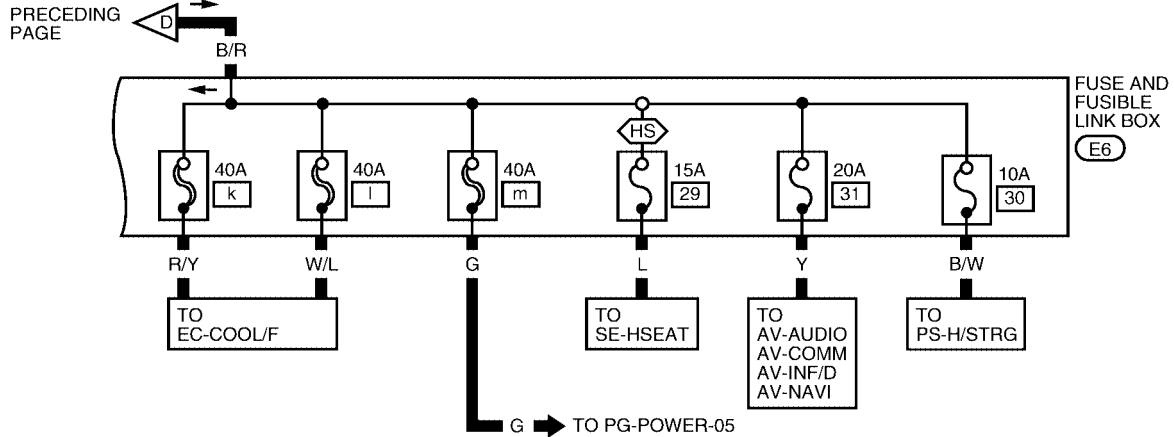 PRECEDING
PAGE
D
B/R
FUSE AND
FUSIBLE
LINK BOX
E6
HS
40A
k
40A
l
40A
m
15A
29
20A
31
10A
30
R/Y
W/L
G
L
Y
B/W
TO
EC-COOL/F
TO
SE-HSEAT
TO
AV-AUDIO
AV-COMM
AV-INF/D
AV-NAVI
TO
PS-H/STRG
G
TO PG-POWER-05